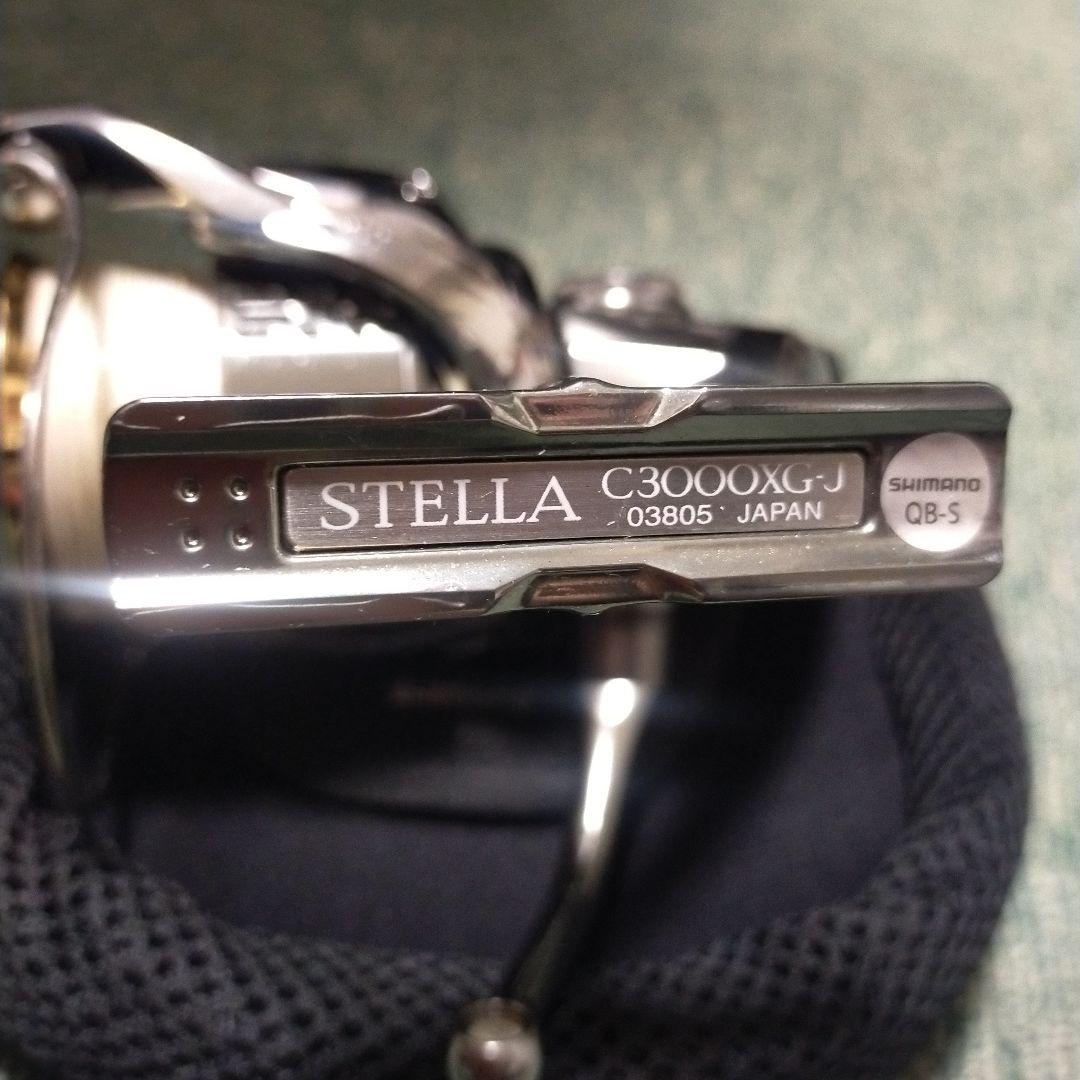 STELLA
C3000XG-J
03805 JAPAN
SHIMANO
QB-S